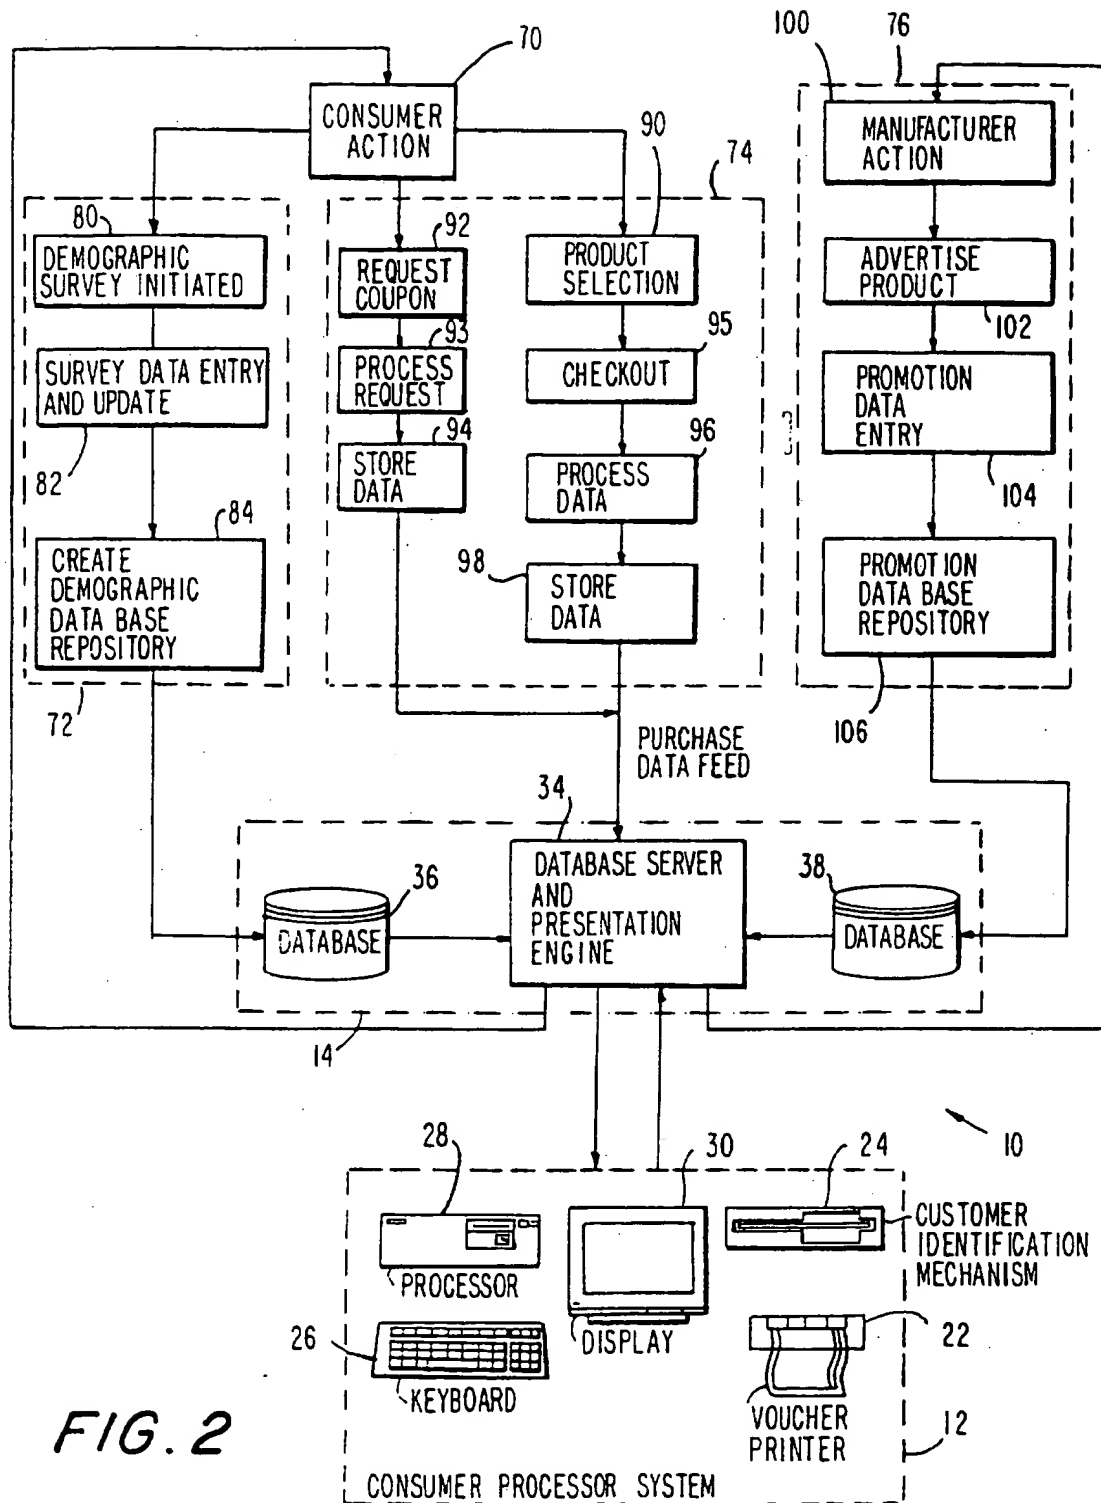 100
76
70
CONSUMER
ACTION
MANUFACTURER
ACTION
90
74
80
DEMOGRAPHIC
SURVEY INITIATED
92
REQUEST
COUPON
PRODUCT
SELECTION
ADVERTISE
PRODUCT
102
93
95
SURVEY DATA ENTRY
AND UPDATE
PROCESS
REQUEST
CHECKOUT
PROMOTION
DATA
ENTRY
82
94
STORE
DATA
96
PROCESS
DATA
104
84
CREATE
DEMOGRAPHIC
DATA BASE
REPOSITORY
98
STORE
DATA
PROMOTION
DATA BASE
REPOSITORY
72
106
PURCHASE
DATA FEED
34
36
DATABASE
DATABASE SERVER
AND
PRESENTATION
ENGINE
38
DATABASE
14
10
28
30
24
PROCESSOR
CUSTOMER
IDENTIFICATION
MECHANISM
26
KEYBOARD
DISPLAY
22
VOUCHER
PRINTER
12
FIG. 2
CONSUMER PROCESSOR SYSTEM